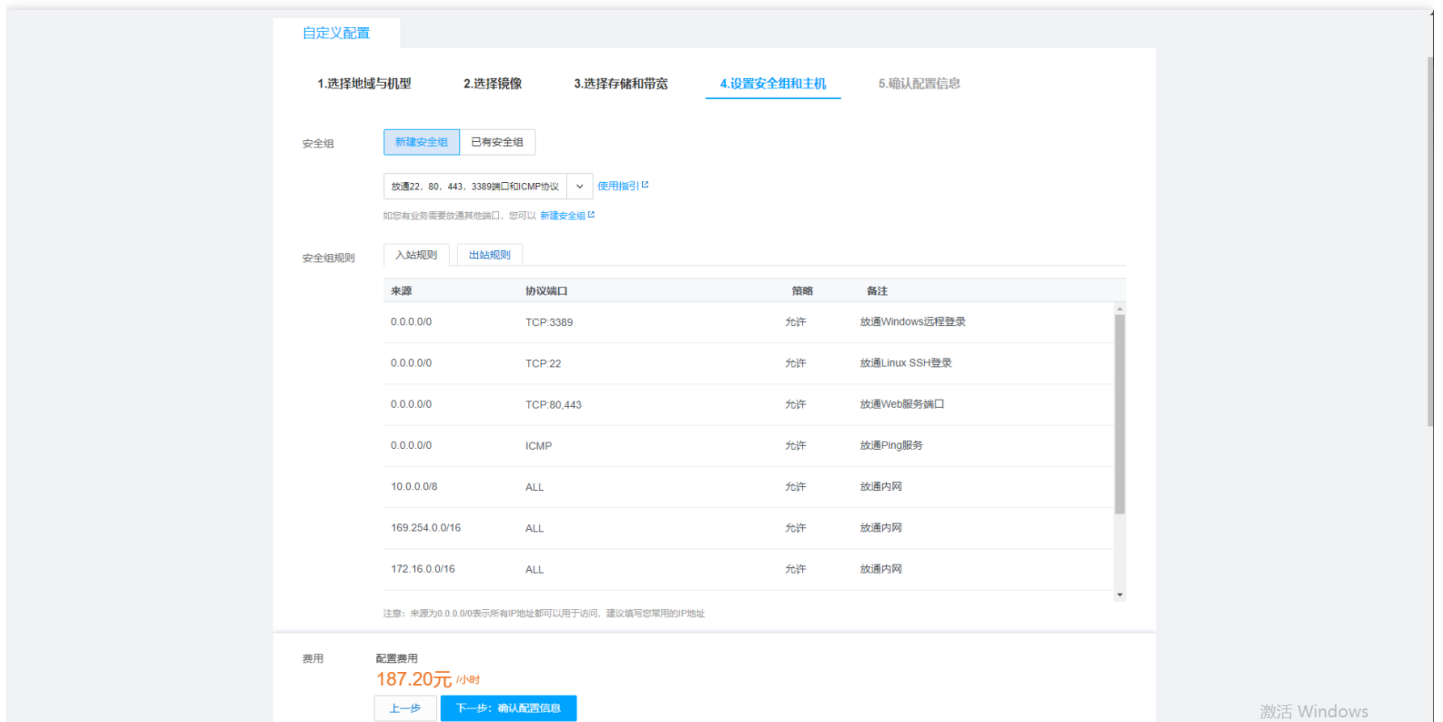 自定义配置
1.选择地域与机型 2.选择镜像 3.选择存储和带宽 4.设置安全组和主机 5.确认配置信息
安全组 新建安全组 已有安全组
放通22，80，443，3389端口和ICMP协议 使用指引
如您有业务需要放通其他端口，您可以 新建安全组
安全组规则 入站规则 出站规则
来源 协议端口 策略 备注
0.0.0.0/0 TCP:3389 允许 放通Windows远程登录
0.0.0.0/0 TCP:22 允许 放通Linux SSH登录
0.0.0.0/0 TCP:80,443 允许 放通Web服务端口
0.0.0.0/0 ICMP 允许 放通Ping服务
10.0.0.0/8 ALL 允许 放通内网
169.254.0.0/16 ALL 允许 放通内网
172.16.0.0/16 ALL 允许 放通内网
注意：来源为0.0.0.0/0表示所有IP地址都可以用于访问，建议填写您常用的IP地址
费用 配置费用
187.20元 /小时
上一步 下一步：确认配置信息
激活 Windows